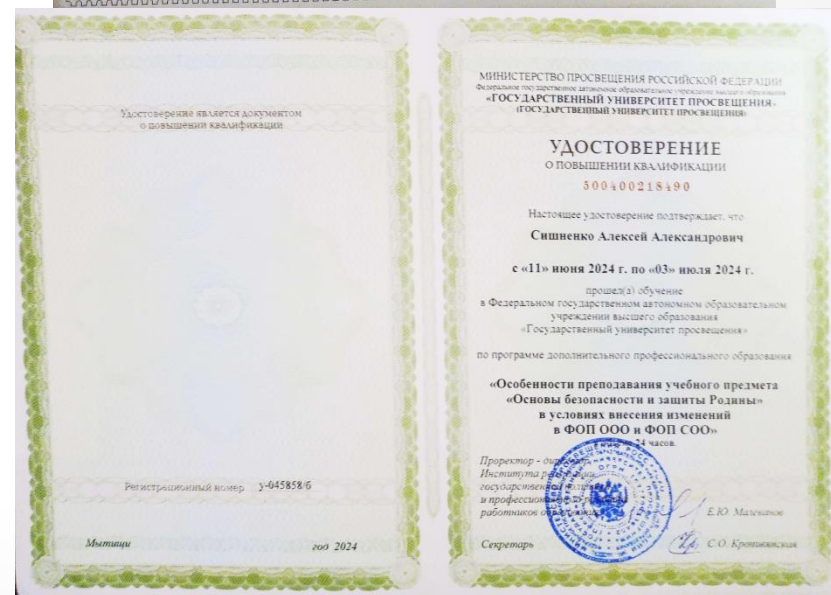 Удостоверение является документом
о повышении квалификации
Регистрационный номер у-045858/б
Мытищи год 2024
МИНИСТЕРСТВО ПРОСВЕЩЕНИЯ РОССИЙСКОЙ ФЕДЕРАЦИИ
Федеральное государственное автономное образовательное учреждение высшего образования
«ГОСУДАРСТВЕННЫЙ УНИВЕРСИТЕТ ПРОСВЕЩЕНИЯ»
(ГОСУДАРСТВЕННЫЙ УНИВЕРСИТЕТ ПРОСВЕЩЕНИЯ)
УДОСТОВЕРЕНИЕ
О ПОВЫШЕНИИ КВАЛИФИКАЦИИ
500400218490
Настоящее удостоверение подтверждает, что
Сишненко Алексей Александрович
с «11» июня 2024 г. по «03» июля 2024 г.
прошел(а) обучение
в Федеральном государственном автономном образовательном
учреждении высшего образования
«Государственный университет просвещения»
по программе дополнительного профессионального образования
«Особенности преподавания учебного предмета
«Основы безопасности и защиты Родины»
в условиях внесения изменений
в ФОП ООО и ФОП СОО»
24 часов
Проректор -
Института
государственной
и
работников
Е.Ю.
Секретарь С.О.